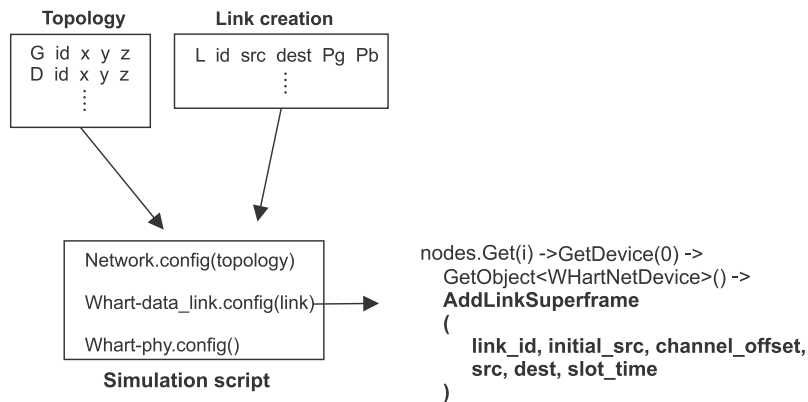 Topology
G id x y z
D id x y z
Link creation
L id src dest Pg Pb
Network.config(topology)
Whart-data_link.config(link)
Whart-phy.config()
Simulation script
nodes.Get(i) ->GetDevice(0) ->
GetObject<WHartNetDevice>() ->
AddLinkSuperframe
(
link_id, initial_src, channel_offset,
src, dest, slot_time
)